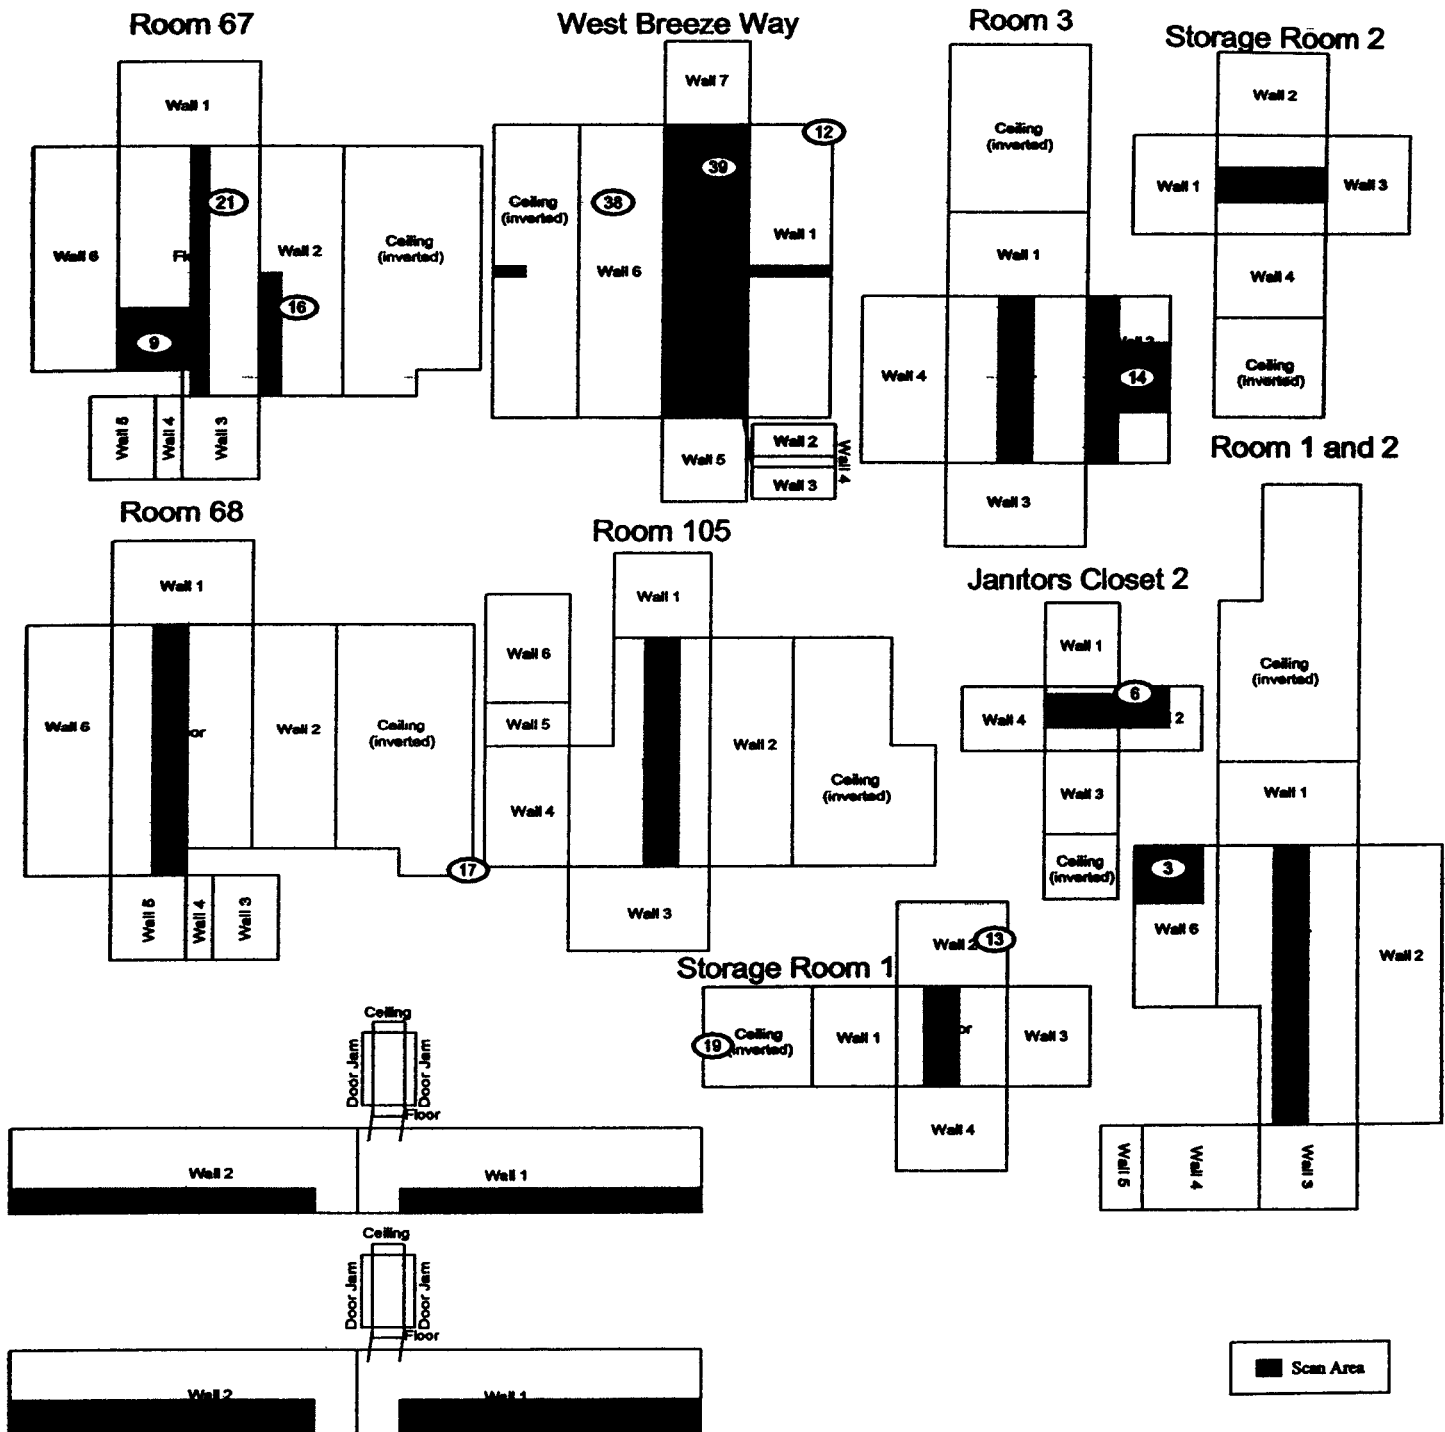 Room 67
Wall 1
Wall 6
21
Wall 2
Ceiling
(inverted)
16
9
Wall 5
Wall 4
Wall 3
West Breeze Way
Wall 7
12
39
Ceiling
(inverted)
38
Wall 6
Wall 1
Wall 5
Wall 2
Wall 3
Wall 4
Room 3
Ceiling
(inverted)
Wall 1
Wall 4
14
Wall 3
Storage Room 2
Wall 2
Wall 1
Wall 3
Wall 4
Ceiling
(inverted)
Room 68
Wall 1
Wall 6
or
Wall 2
Ceiling
(inverted)
17
Wall 5
Wall 4
Wall 3
Room 105
Wall 1
Wall 6
Wall 5
Wall 4
Wall 2
Ceiling
(inverted)
Wall 3
Janitors Closet 2
Wall 1
6
Wall 4
2
Wall 3
Ceiling
(inverted)
Room 1 and 2
Ceiling
(inverted)
Wall 1
3
Wall 6
Wall 2
Wall 5
Wall 4
Wall 3
Storage Room 1
Wall 2
13
19
Ceiling
(inverted)
Wall 1
or
Wall 3
Wall 4
Ceiling
Door Jam
Door Jam
Floor
Wall 2
Wall 1
Ceiling
Door Jam
Door Jam
Floor
Wall 2
Wall 1
Scan Area